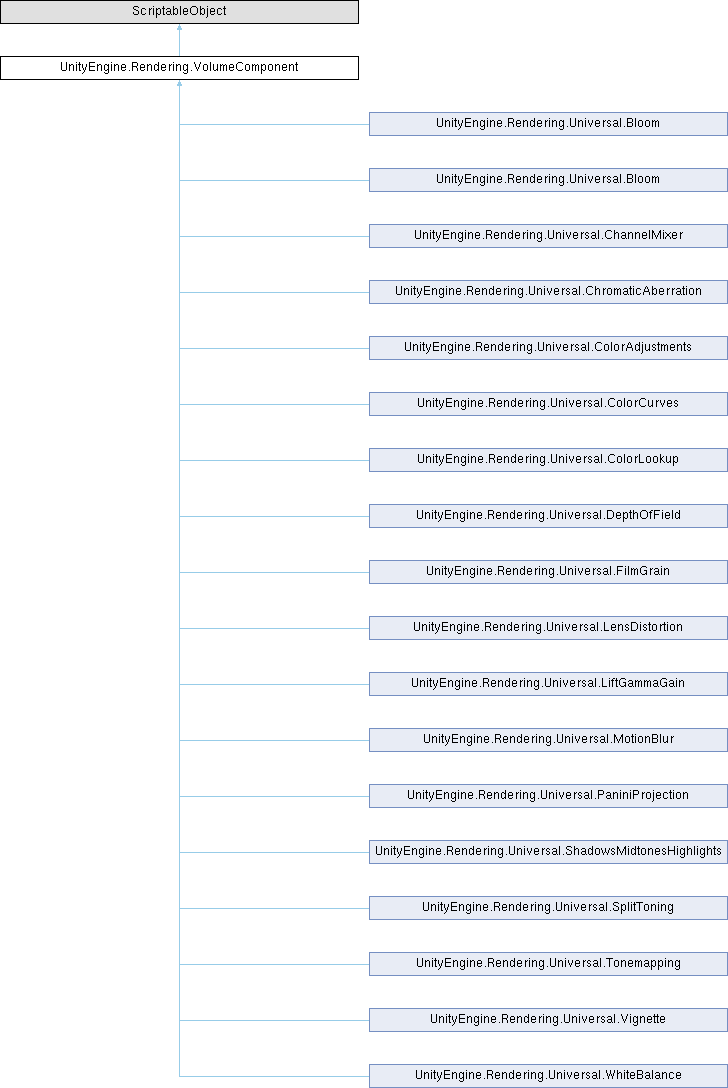 ScriptableObject
UnityEngine.Rendering.VolumeComponent
UnityEngine.Rendering.Universal.Bloom
UnityEngine.Rendering.Universal.Bloom
UnityEngine.Rendering.Universal.ChannelMixer
UnityEngine.Rendering.Universal.ChromaticAberration
UnityEngine.Rendering.Universal.ColorAdjustments
UnityEngine.Rendering.Universal.ColorCurves
UnityEngine.Rendering.Universal.ColorLookup
UnityEngine.Rendering.Universal.DepthOfField
UnityEngine.Rendering.Universal.FilmGrain
UnityEngine.Rendering.Universal.LensDistortion
UnityEngine.Rendering.Universal.LiftGammaGain
UnityEngine.Rendering.Universal.MotionBlur
UnityEngine.Rendering.Universal.PaniniProjection
UnityEngine.Rendering.Universal.ShadowsMidtonesHighlights
UnityEngine.Rendering.Universal.SplitToning
UnityEngine.Rendering.Universal.Tonemapping
UnityEngine.Rendering.Universal.Vignette
UnityEngine.Rendering.Universal.WhiteBalance